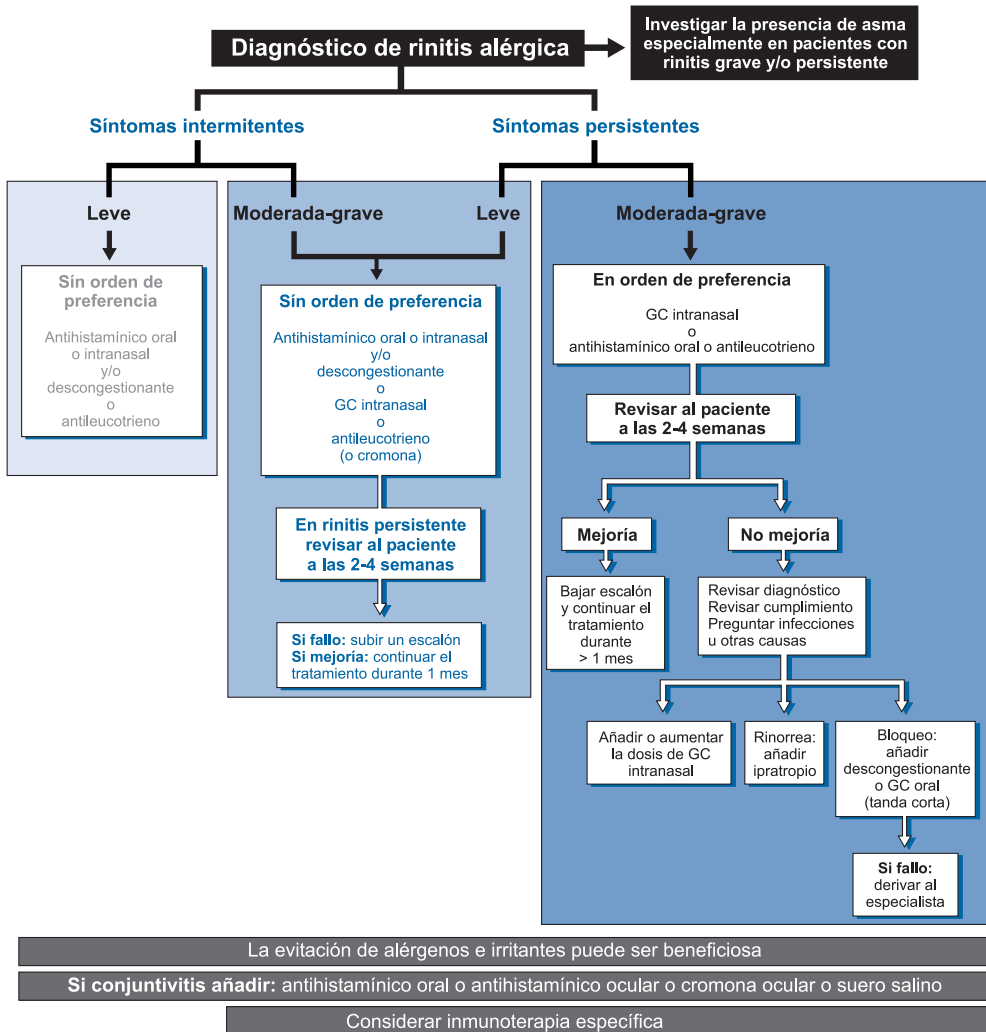 Diagnóstico de rinitis alérgica
Investigar la presencia de asma
especialmente en pacientes con
rinitis grave y/o persistente
Síntomas intermitentes
Síntomas persistentes
Leve
Moderada-grave
Leve
Moderada-grave
Sín orden de
preferencia
Antihistamínico oral
o intranasal
y/o
descongestionante
o
antileucotrieno
Sín orden de preferencia
Antihistamínico oral o intranasal
y/o
descongestionante
o
GC intranasal
o
antileucotrieno
(o cromona)
En rinitis persistente
revisar al paciente
a las 2-4 semanas
Si fallo: subir un escalón
Si mejoría: continuar el
tratamiento durante 1 mes
En orden de preferencia
GC intranasal
o
antihistamínico oral o antileucotrieno
Revisar al paciente
a las 2-4 semanas
Mejoría
No mejoría
Bajar escalón
y continuar el
tratamiento
durante
> 1 mes
Revisar diagnóstico
Revisar cumplimiento
Preguntar infecciones
u otras causas
Añadir o aumentar
la dosis de GC
intranasal
Rinorrea:
añadir
ipratropio
Bloqueo:
añadir
descongestionante
o GC oral
(tanda corta)
Si fallo:
derivar al
especialista
La evitación de alérgenos e irritantes puede ser beneficiosa
Si conjuntivitis añadir: antihistamínico oral o antihistamínico ocular o cromona ocular o suero salino
Considerar inmunoterapia específica